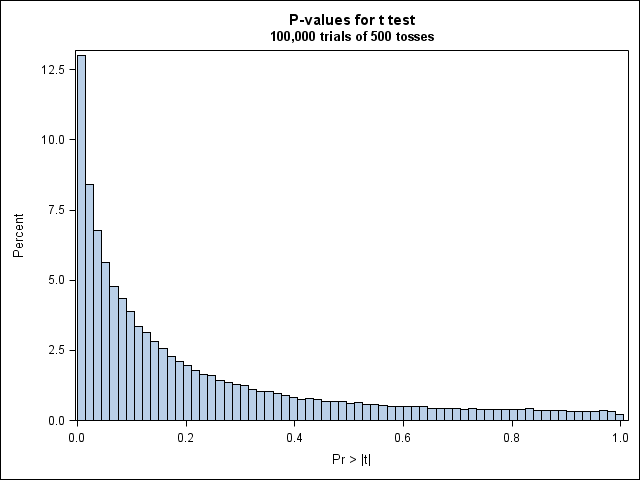 P-values for t test
100,000 trials of 500 tosses
12.5
10.0
7.5
5.0
2.5
0.0
Percent
0.0 0.2 0.4 0.6 0.8 1.0
Pr > |t|